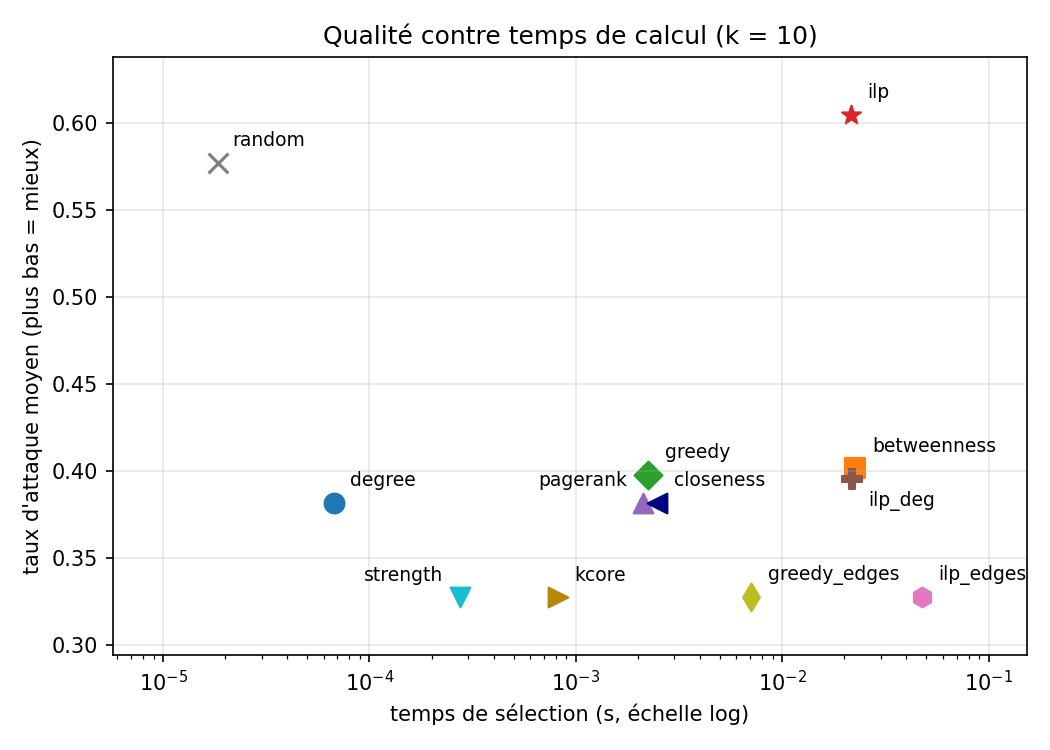 Qualité contre temps de calcul (k = 10)
taux d'attaque moyen (plus bas = mieux)
0.60
0.55
0.50
0.45
0.40
0.35
0.30
ilp
random
betweenness
greedy
pagerank
closeness
degree
ilp_deg
strength
kcore
greedy_edges
ilp_edges
10⁻⁵
10⁻⁴
10⁻³
10⁻²
10⁻¹
temps de sélection (s, échelle log)